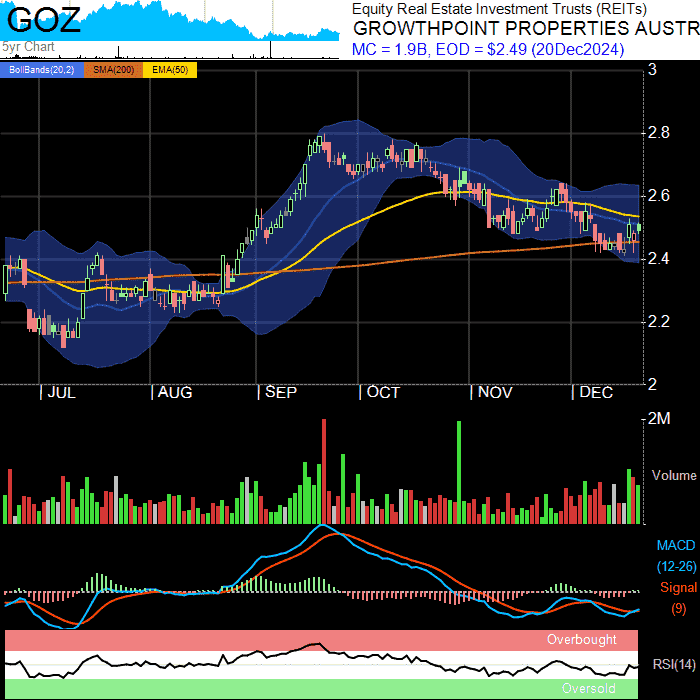 GOZ
5yr Chart
Equity Real Estate Investment Trusts (REITs)
GROWTHPOINT PROPERTIES AUSTR
MC = 1.9B, EOD = $2.49 (20Dec2024)
BollBands(20,2) SMA(200) EMA(50)
3
2.8
2.6
2.4
2.2
2
JUL AUG SEP OCT NOV DEC
2M
Volume
MACD
(12-26)
Signal
(9)
Overbought
RSI(14)
Oversold